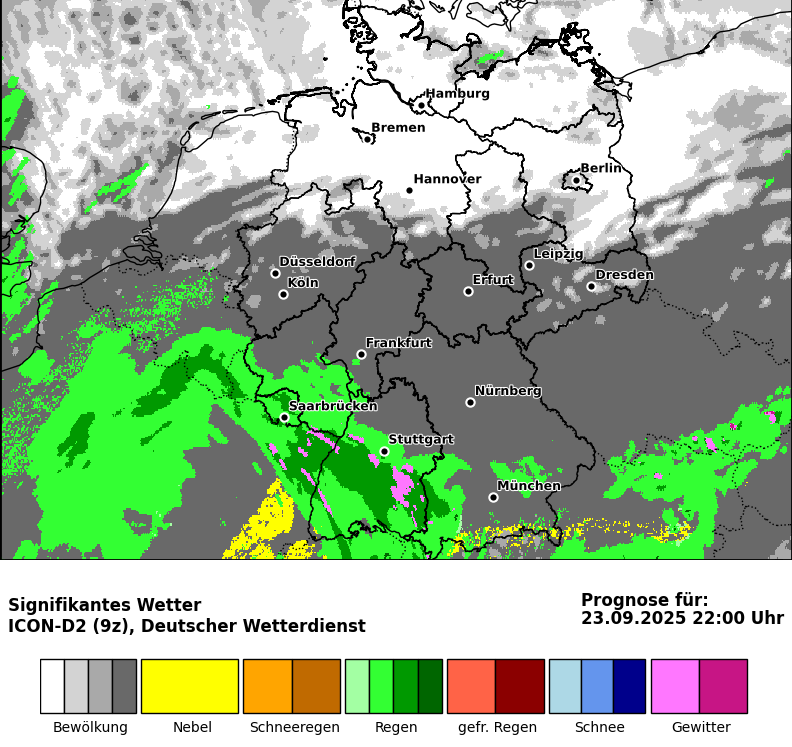 Hamburg
Bremen
Berlin
Hannover
Leipzig
Düsseldorf
Dresden
Köln
Erfurt
Frankfurt
Nürnberg
Saarbrücken
Stuttgart
München
Signifikantes Wetter
ICON-D2 (9z), Deutscher Wetterdienst
Prognose für:
23.09.2025 22:00 Uhr
Bewölkung
Nebel
Schneeregen
Regen
gefr. Regen
Schnee
Gewitter